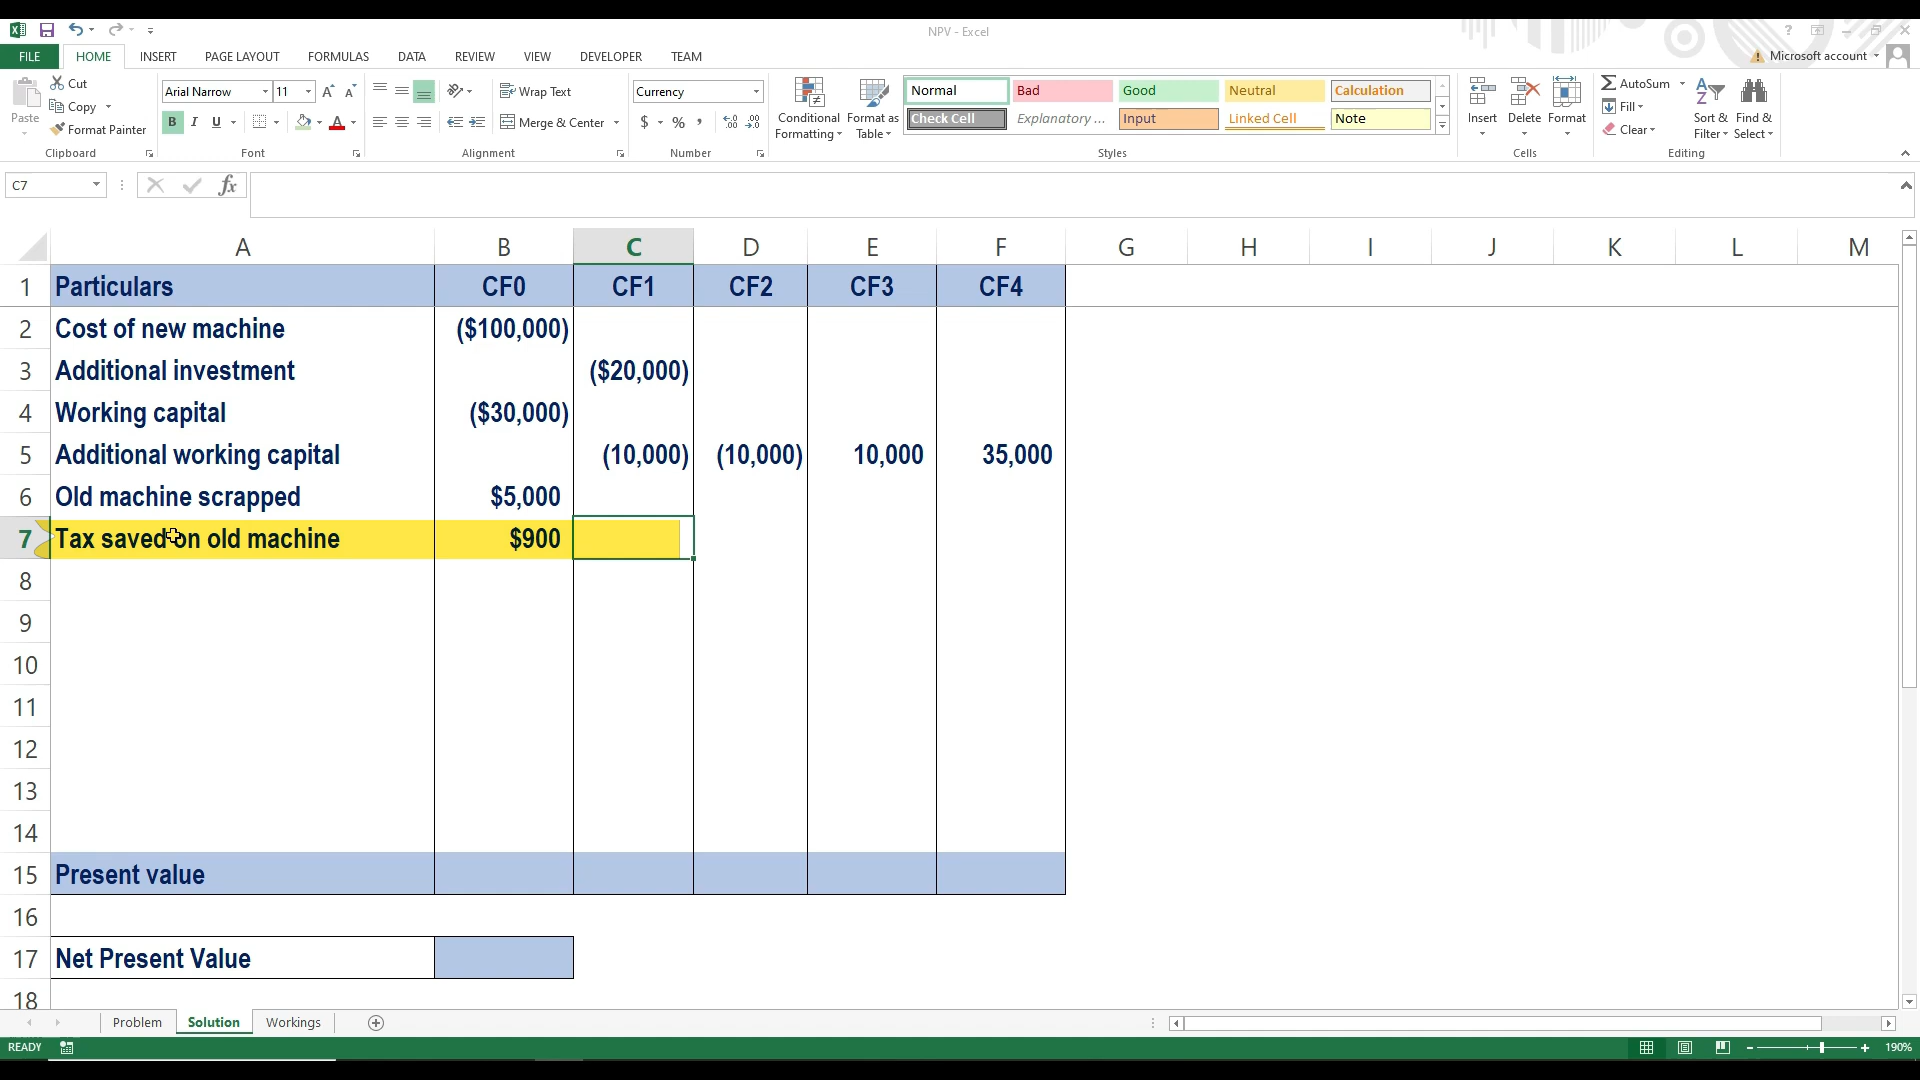 NPV - Excel
?
FILE HOME INSERT PAGE LAYOUT FORMULAS DATA REVIEW VIEW DEVELOPER TEAM Microsoft account
Paste
Cut
Copy
Format Painter
Clipboard
Arial Narrow 11
B I U
Font
Wrap Text
Merge & Center
Alignment
Currency
$ % ,
Number
Conditional Formatting
Format as Table
Normal Bad Good Neutral Calculation
Check Cell Explanatory ... Input Linked Cell Note
Styles
Insert Delete Format
Cells
AutoSum
Fill
Clear
Sort & Filter
Find & Select
Editing
C7 fx
A B C D E F G H I J K L M
1 Particulars CF0 CF1 CF2 CF3 CF4
2 Cost of new machine ($100,000)
3 Additional investment ($20,000)
4 Working capital ($30,000)
5 Additional working capital (10,000) (10,000) 10,000 35,000
6 Old machine scrapped $5,000
7 Tax saved on old machine $900
8
9
10
11
12
13
14
15 Present value
16
17 Net Present Value
18
Problem Solution Workings
READY 190%